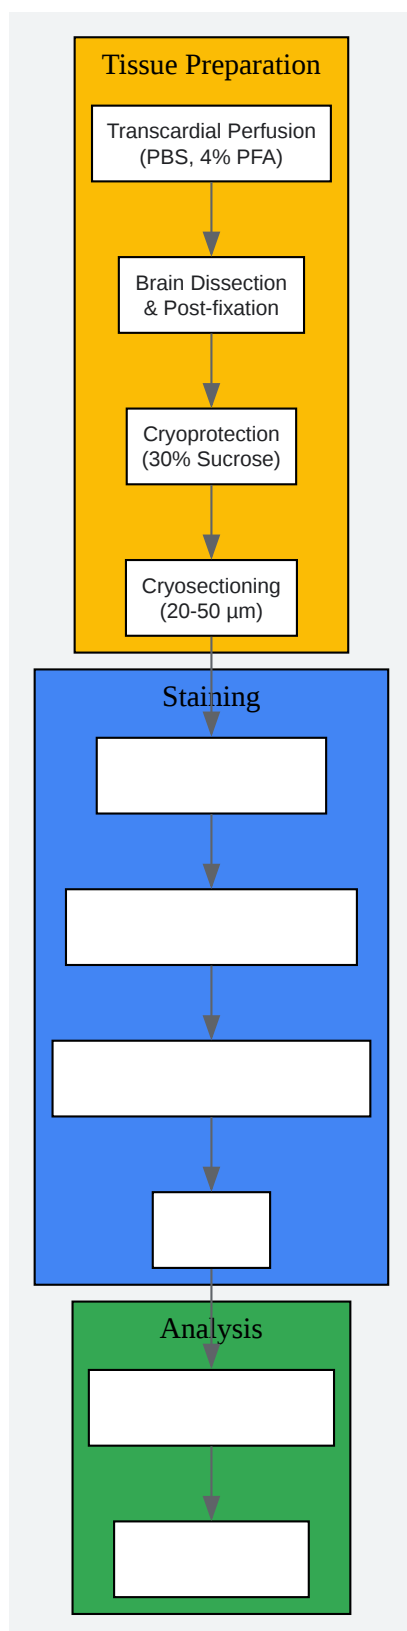 Tissue Preparation
Transcardial Perfusion
(PBS, 4% PFA)
Brain Dissection
& Post-fixation
Cryoprotection
(30% Sucrose)
Cryosectioning
(20-50 µm)
Staining
Analysis